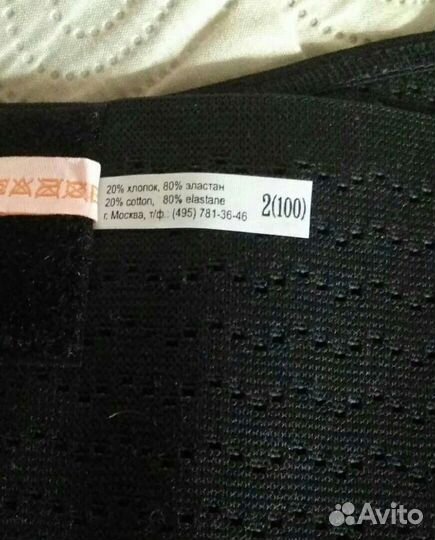 20% хлопок, 80% эластан
20% cotton, 80% elastane
г. Москва, т/ф.: (495) 781-36-46
2(100)
Avito